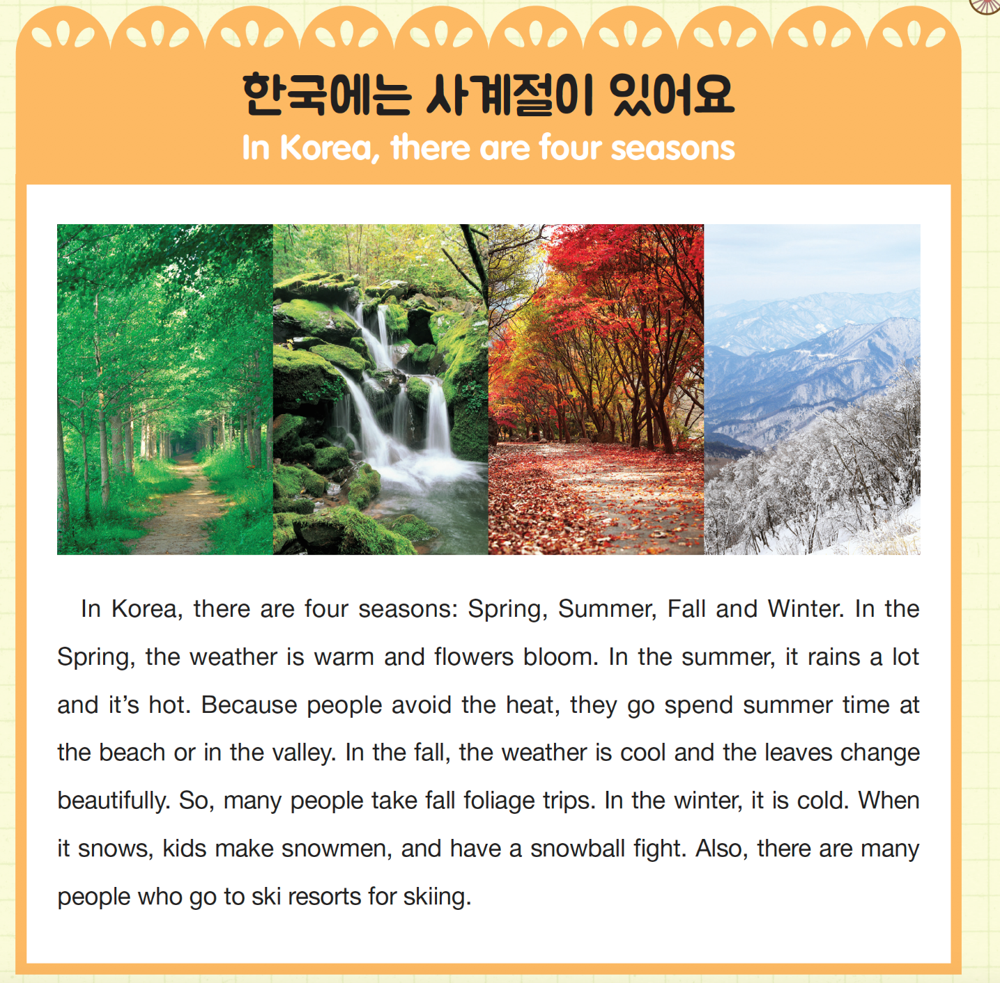 한국에는 사계절이 있어요
In Korea, there are four seasons
In Korea, there are four seasons: Spring, Summer, Fall and Winter. In the
Spring, the weather is warm and flowers bloom. In the summer, it rains a lot
and it’s hot. Because people avoid the heat, they go spend summer time at
the beach or in the valley. In the fall, the weather is cool and the leaves change
beautifully. So, many people take fall foliage trips. In the winter, it is cold. When
it snows, kids make snowmen, and have a snowball fight. Also, there are many
people who go to ski resorts for skiing.